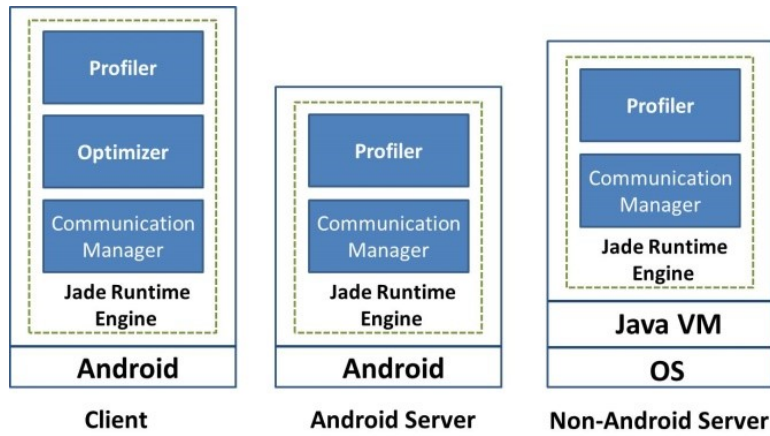 Profiler
Optimizer
Communication
Manager
Jade Runtime
Engine
Android
Client
Profiler
Communication
Manager
Jade Runtime
Engine
Android
Android Server
Profiler
Communication
Manager
Jade Runtime
Engine
Java VM
OS
Non-Android Server